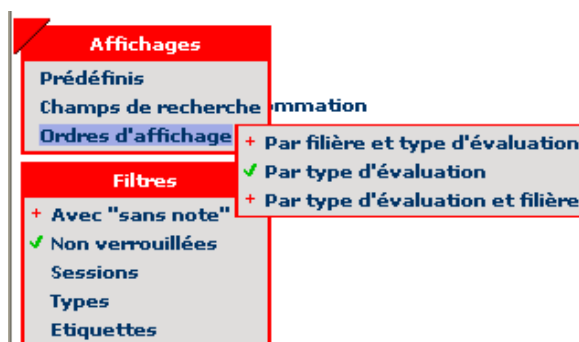 Affichages
Prédéfinis
Champs de recherche ommation
Ordres d'affichage
+ Par filière et type d'évaluation
✓ Par type d'évaluation
+ Par type d'évaluation et filière
Filtres
+ Avec "sans note"
✓ Non verrouillées
Sessions
Types
Etiquettes